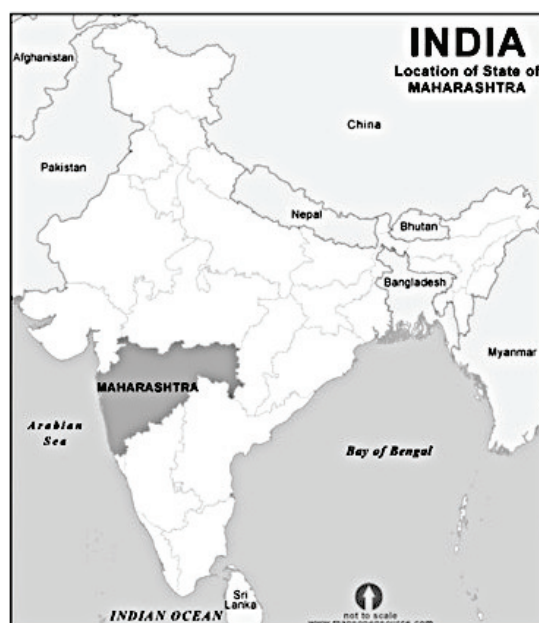 INDIA
Location of State of
MAHARASHTRA
Afghanistan
China
Pakistan
Nepal
Bhutan
Bangladesh
Myanmar
MAHARASHTRA
Arabian
Sea
Bay of Bengal
Sri
Lanka
INDIAN OCEAN
not to scale